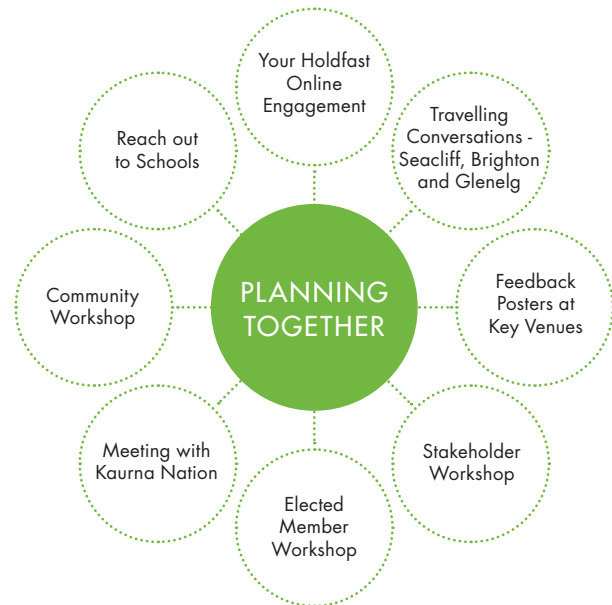 Your Holdfast
Online
Engagement
Travelling
Conversations -
Seacliff, Brighton
and Glenelg
Feedback
Posters at
Key Venues
Stakeholder
Workshop
Elected
Member
Workshop
Meeting with
Kaurna Nation
Community
Workshop
Reach out
to Schools
PLANNING
TOGETHER